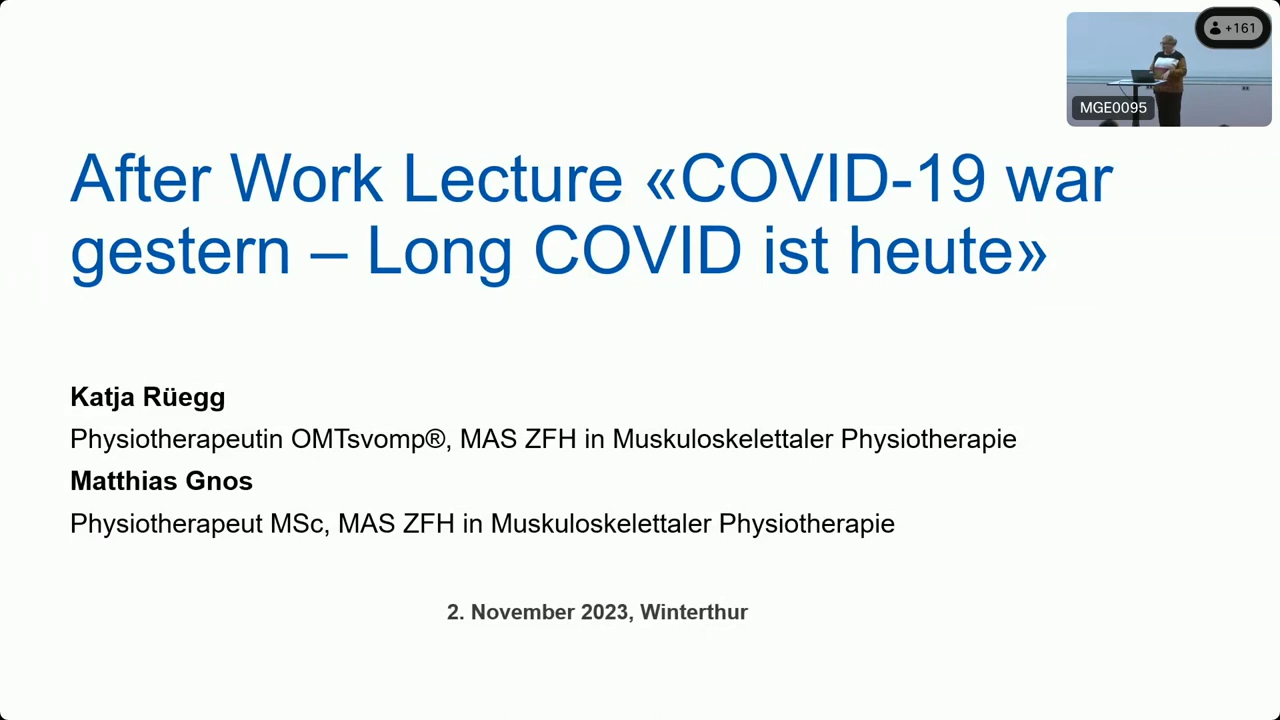 +161
MGE0095
After Work Lecture «COVID-19 war
gestern – Long COVID ist heute»
Katja Rüegg
Physiotherapeutin OMTsvomp®, MAS ZFH in Muskuloskelettaler Physiotherapie
Matthias Gnos
Physiotherapeut MSc, MAS ZFH in Muskuloskelettaler Physiotherapie
2. November 2023, Winterthur